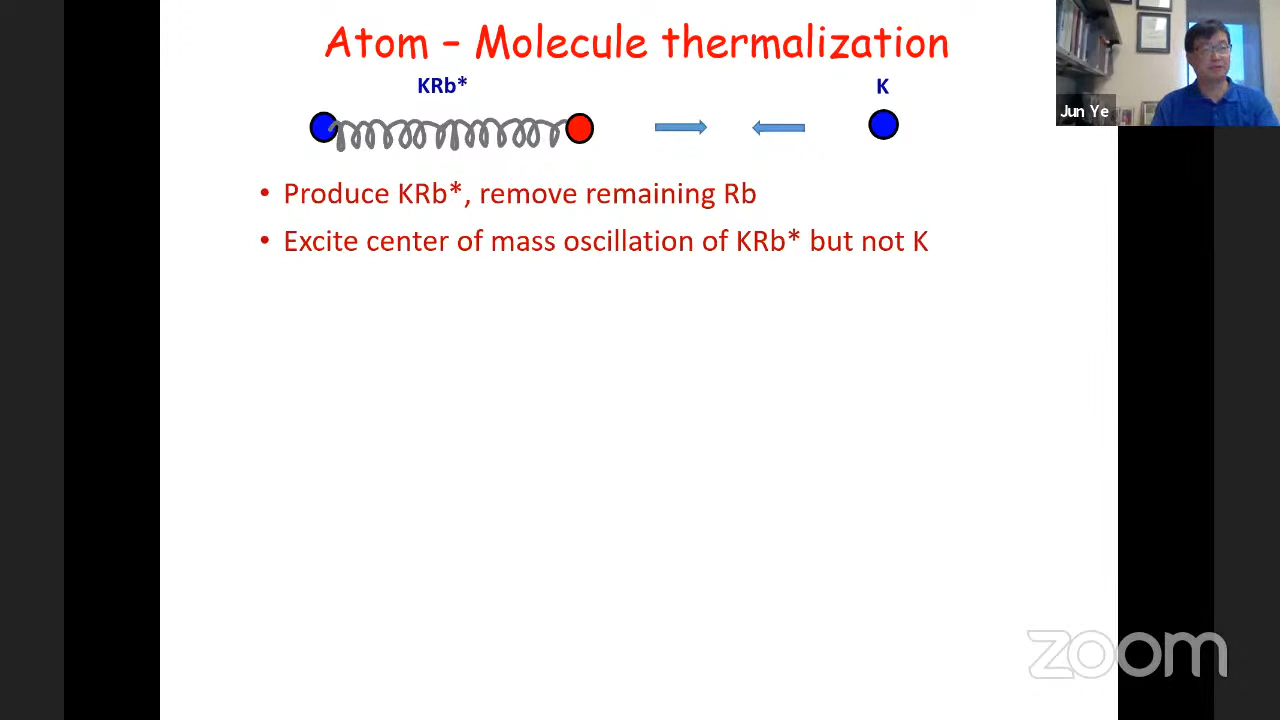 Atom – Molecule thermalization
KRb*
K
Jun Ye
• Produce KRb*, remove remaining Rb
• Excite center of mass oscillation of KRb* but not K
zoom